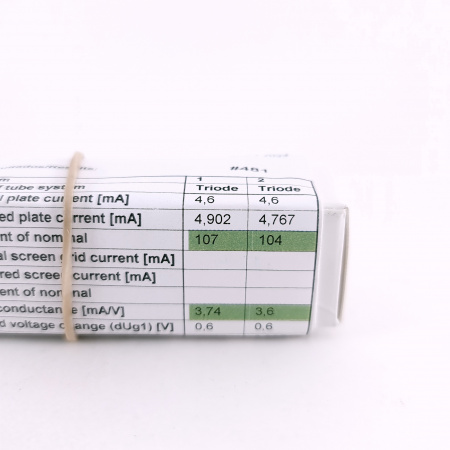 #461
1 2
f tube system Triode Triode
l plate current [mA] 4,6 4,6
ed plate current [mA] 4,902 4,767
ent of nominal 107 104
al screen grid current [mA]
red screen current [mA]
ent of nominal
conductance [mA/V] 3,74 3,6
d voltage change (dUg1) [V] 0,6 0,6